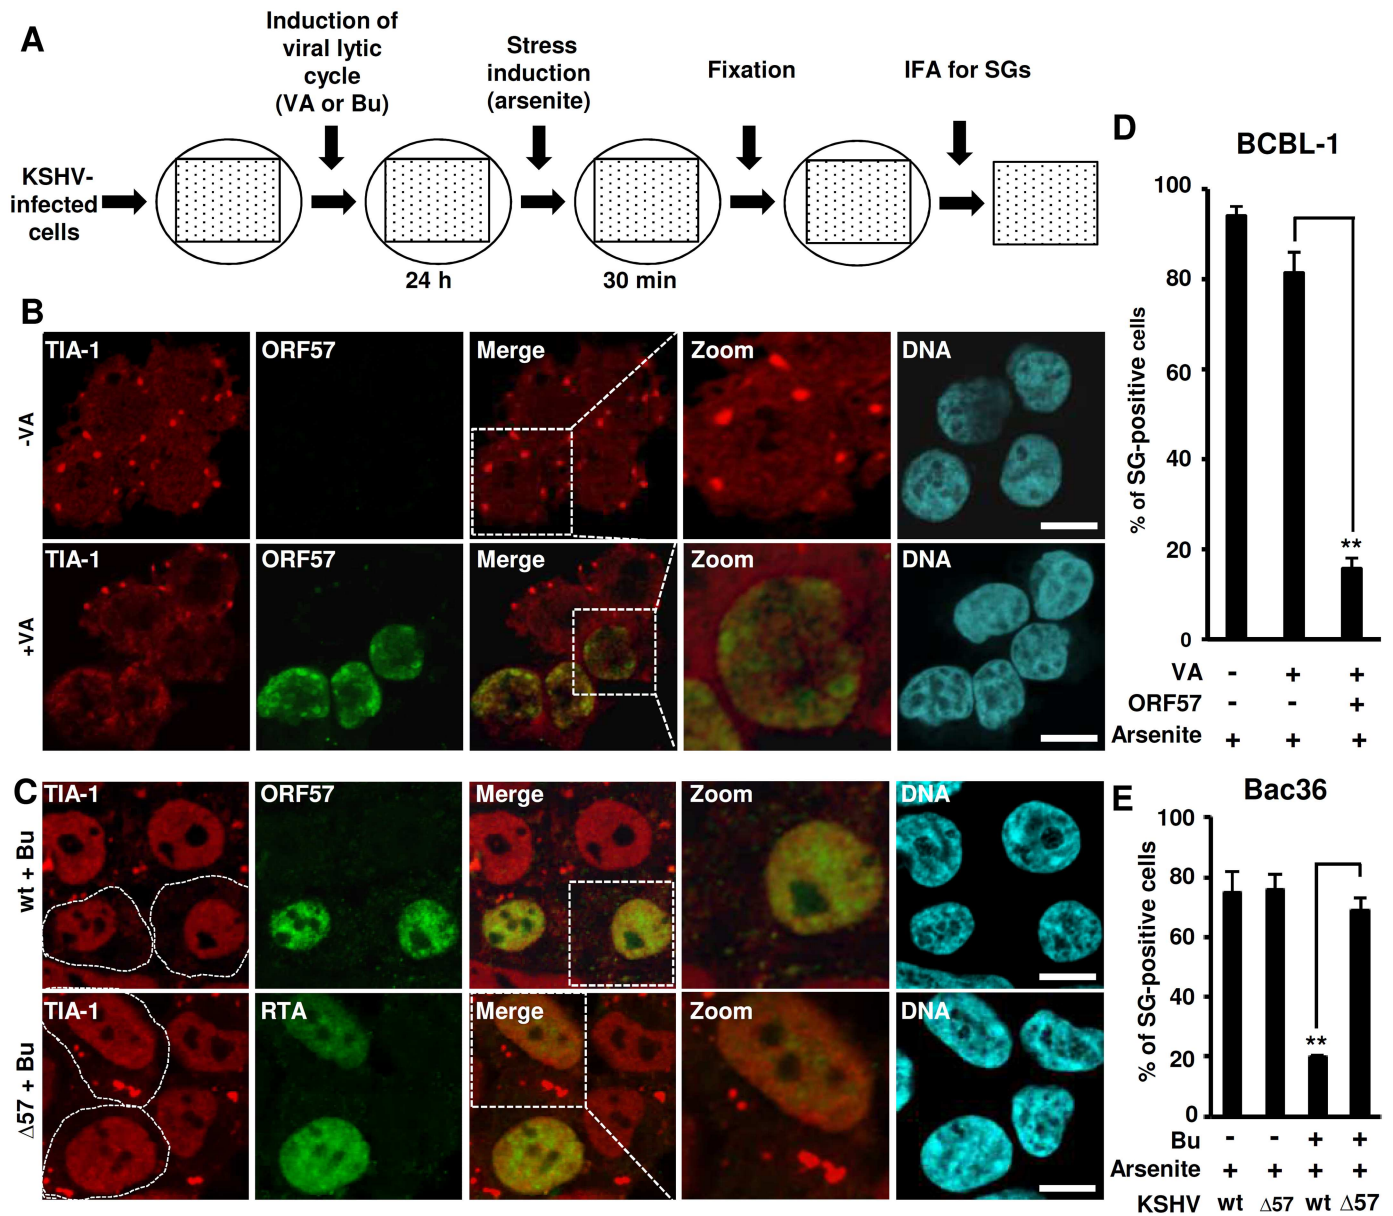 A
Induction of
viral lytic
cycle
(VA or Bu)
Stress
induction
(arsenite)
Fixation
IFA for SGs
KSHV-
infected
cells
24 h
30 min
B
-VA
TIA-1
ORF57
Merge
Zoom
DNA
+VA
TIA-1
ORF57
Merge
Zoom
DNA
C
wt + Bu
TIA-1
ORF57
Merge
Zoom
DNA
Δ57 + Bu
TIA-1
RTA
Merge
Zoom
DNA
D
BCBL-1
% of SG-positive cells
100
80
60
40
20
0
**
VA - + +
ORF57 - - +
Arsenite + + +
E
Bac36
% of SG-positive cells
100
80
60
40
20
0
**
Bu - - + +
Arsenite + + + +
KSHV wt Δ57 wt Δ57